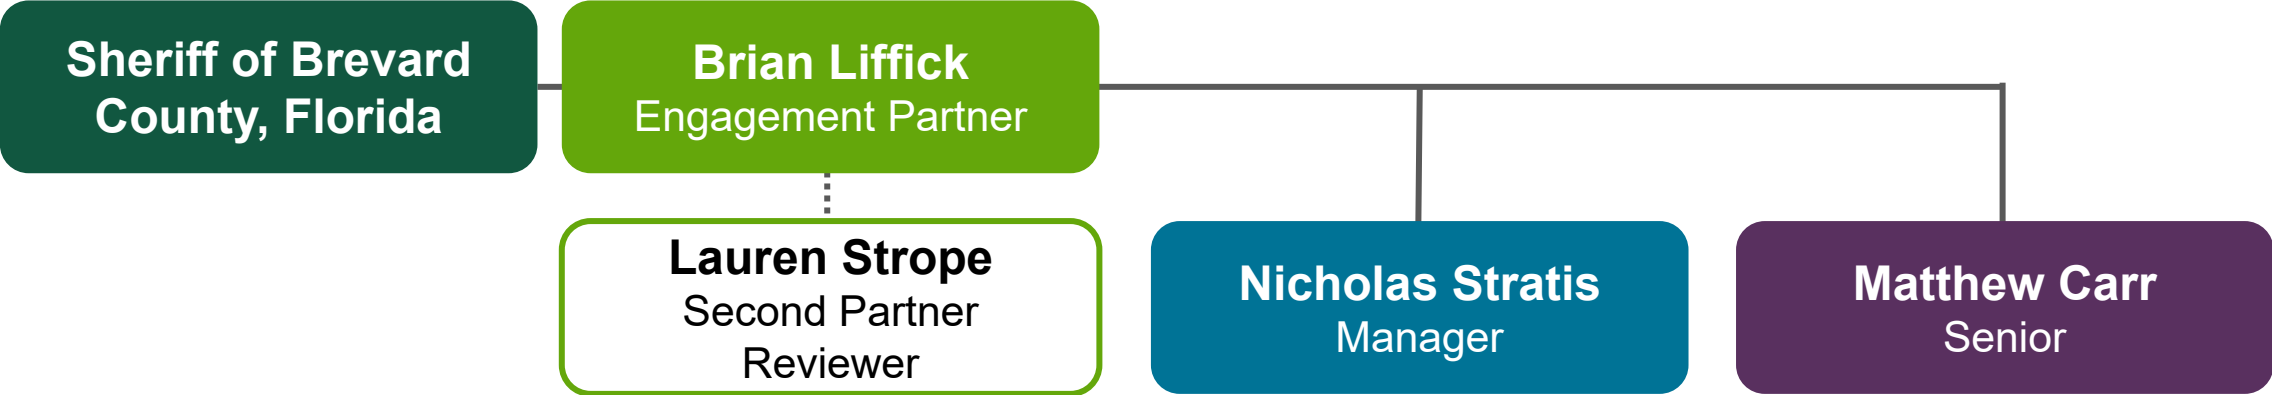 Sheriff of Brevard
County, Florida
Brian Liffick
Engagement Partner
Lauren Strope
Second Partner
Reviewer
Nicholas Stratis
Manager
Matthew Carr
Senior